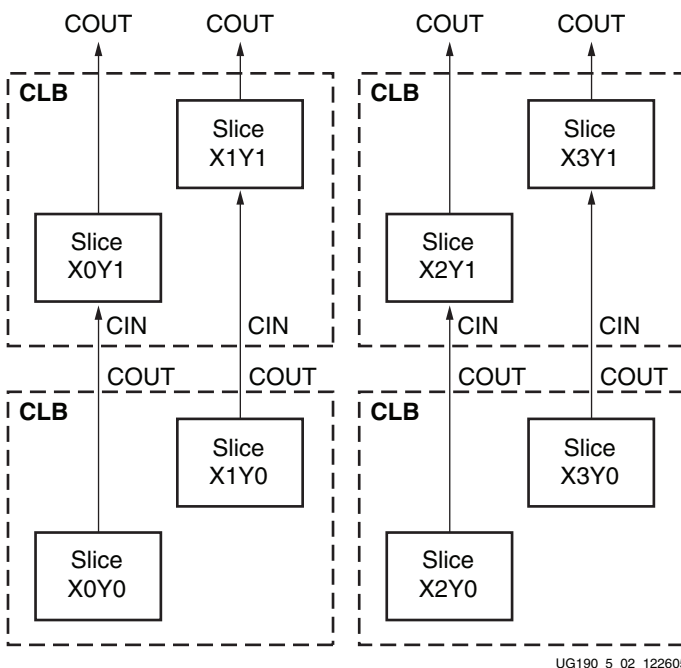 COUT COUT COUT COUT
CLB CLB
Slice X1Y1
Slice X3Y1
Slice X0Y1
Slice X2Y1
CIN CIN CIN CIN
COUT COUT COUT COUT
CLB CLB
Slice X1Y0
Slice X3Y0
Slice X0Y0
Slice X2Y0
UG190_5_02_12260